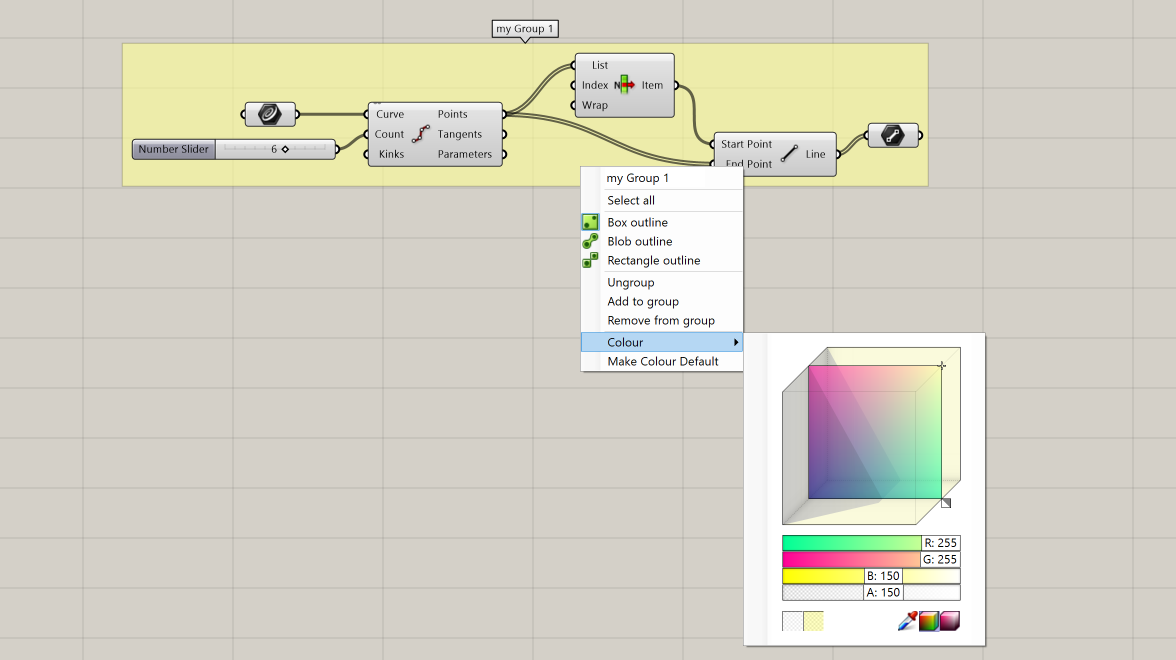 my Group 1
List
Index N Item
Wrap
Curve Points
Count Tangents
Kinks Parameters
Number Slider 6
Start Point
End Point
Line
my Group 1
Select all
Box outline
Blob outline
Rectangle outline
Ungroup
Add to group
Remove from group
Colour
Make Colour Default
R: 255
G: 255
B: 150
A: 150